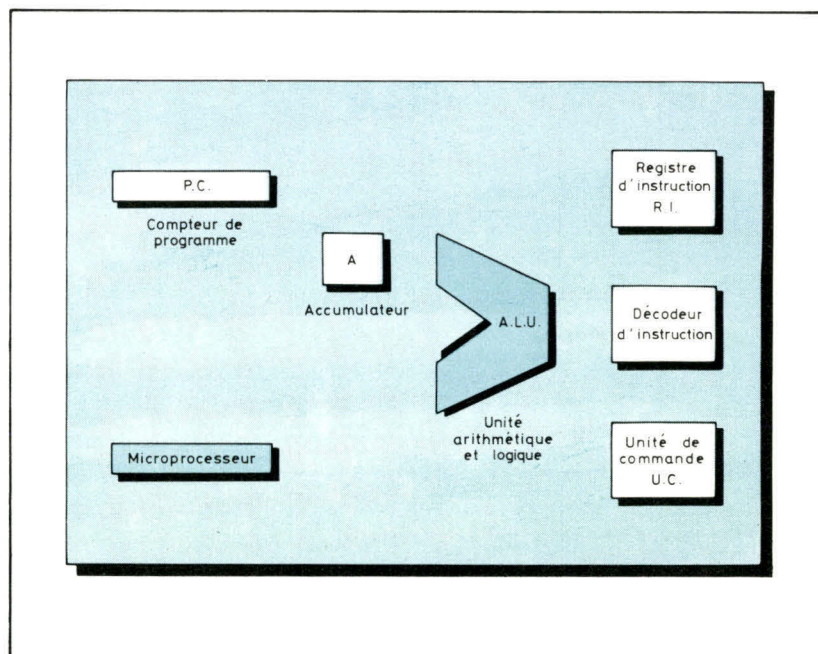 P.C.
Compteur de
programme
A
Accumulateur
A.L.U.
Unité
arithmétique
et logique
Microprocesseur
Registre
d'instruction
R.I.
Décodeur
d'instruction
Unité de
commande
U.C.